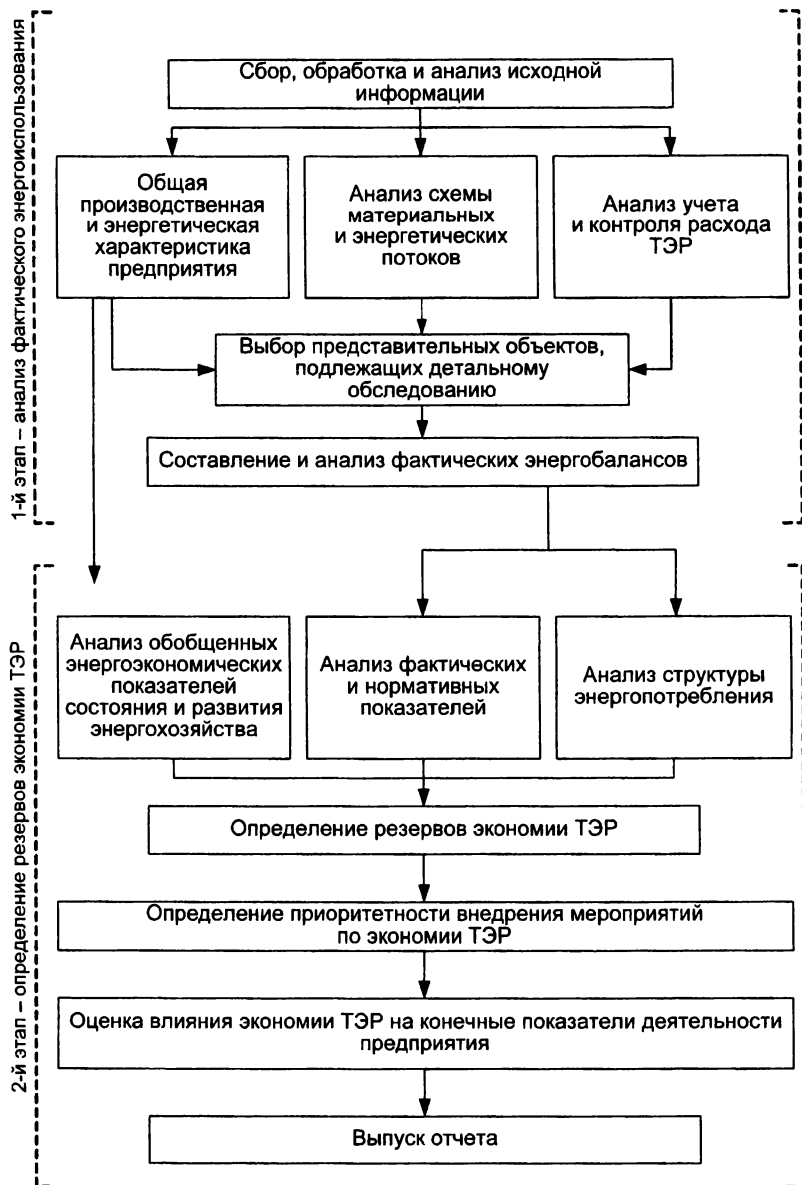 1-й этап – анализ фактического энергоиспользования
Сбор, обработка и анализ исходной
информации
Общая
производственная
и энергетическая
характеристика
предприятия
Анализ схемы
материальных
и энергетических
потоков
Анализ учета
и контроля расхода
ТЭР
Выбор представительных объектов,
подлежащих детальному
обследованию
Составление и анализ фактических энергобалансов
2-й этап – определение резервов экономии ТЭР
Анализ обобщенных
энергоэкономических
показателей
состояния и развития
энергохозяйства
Анализ фактических
и нормативных
показателей
Анализ структуры
энергопотребления
Определение резервов экономии ТЭР
Определение приоритетности внедрения мероприятий
по экономии ТЭР
Оценка влияния экономии ТЭР на конечные показатели деятельности
предприятия
Выпуск отчета